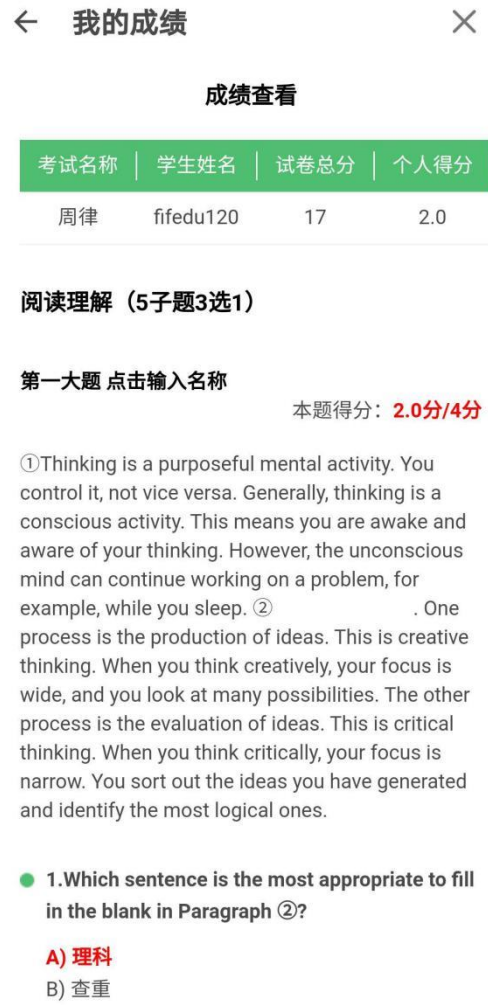 我的成绩
成绩查看
考试名称 学生姓名 试卷总分 个人得分
周律 fifedu120 17 2.0
阅读理解（5子题3选1）
第一大题 点击输入名称
本题得分：2.0分/4分
①Thinking is a purposeful mental activity. You
control it, not vice versa. Generally, thinking is a
conscious activity. This means you are awake and
aware of your thinking. However, the unconscious
mind can continue working on a problem, for
example, while you sleep. ② . One
process is the production of ideas. This is creative
thinking. When you think creatively, your focus is
wide, and you look at many possibilities. The other
process is the evaluation of ideas. This is critical
thinking. When you think critically, your focus is
narrow. You sort out the ideas you have generated
and identify the most logical ones.
1.Which sentence is the most appropriate to fill
in the blank in Paragraph ②?
A) 理科
B) 查重